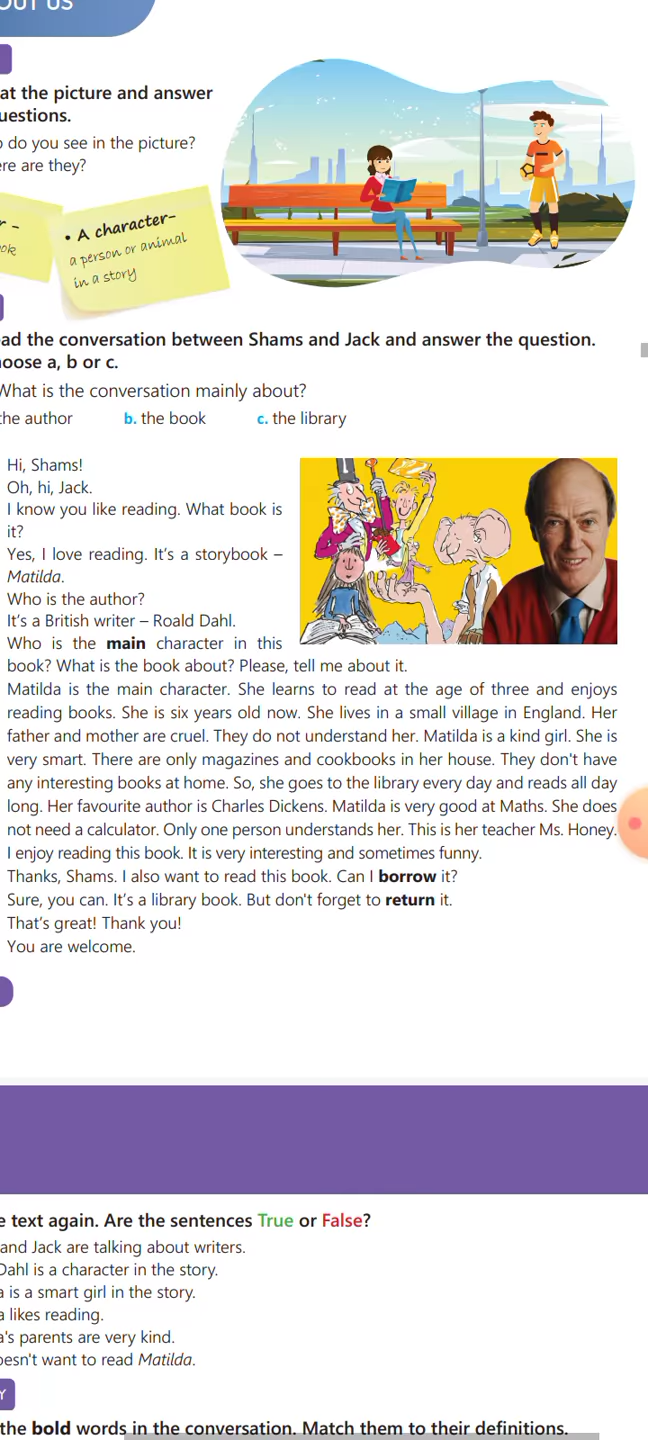 OUT US
at the picture and answer
uestions.
do you see in the picture?
ere are they?
r –
ook
• A character–
a person or animal
in a story
ad the conversation between Shams and Jack and answer the question.
oose a, b or c.
What is the conversation mainly about?
the author b. the book c. the library
Hi, Shams!
Oh, hi, Jack.
I know you like reading. What book is
it?
Yes, I love reading. It's a storybook –
Matilda.
Who is the author?
It's a British writer – Roald Dahl.
Who is the main character in this
book? What is the book about? Please, tell me about it.
Matilda is the main character. She learns to read at the age of three and enjoys
reading books. She is six years old now. She lives in a small village in England. Her
father and mother are cruel. They do not understand her. Matilda is a kind girl. She is
very smart. There are only magazines and cookbooks in her house. They don't have
any interesting books at home. So, she goes to the library every day and reads all day
long. Her favourite author is Charles Dickens. Matilda is very good at Maths. She does
not need a calculator. Only one person understands her. This is her teacher Ms. Honey.
I enjoy reading this book. It is very interesting and sometimes funny.
Thanks, Shams. I also want to read this book. Can I borrow it?
Sure, you can. It's a library book. But don't forget to return it.
That's great! Thank you!
You are welcome.
e text again. Are the sentences True or False?
and Jack are talking about writers.
Dahl is a character in the story.
a is a smart girl in the story.
a likes reading.
a's parents are very kind.
oesn't want to read Matilda.
Y
the bold words in the conversation. Match them to their definitions.